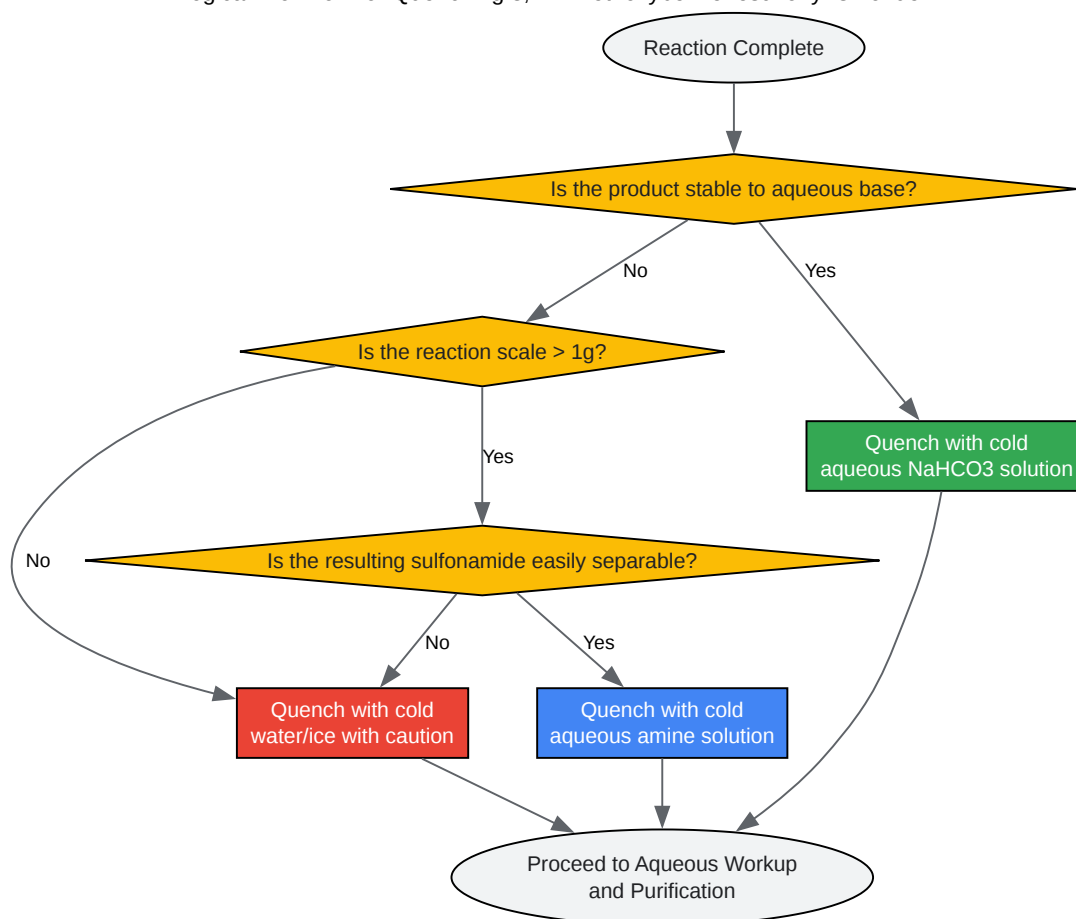 Reaction Complete
Is the product stable to aqueous base?
No
Yes
Is the reaction scale > 1g?
Quench with cold
aqueous NaHCO3 solution
Yes
Is the resulting sulfonamide easily separable?
No
No
Yes
Quench with cold
water/ice with caution
Quench with cold
aqueous amine solution
Proceed to Aqueous Workup
and Purification